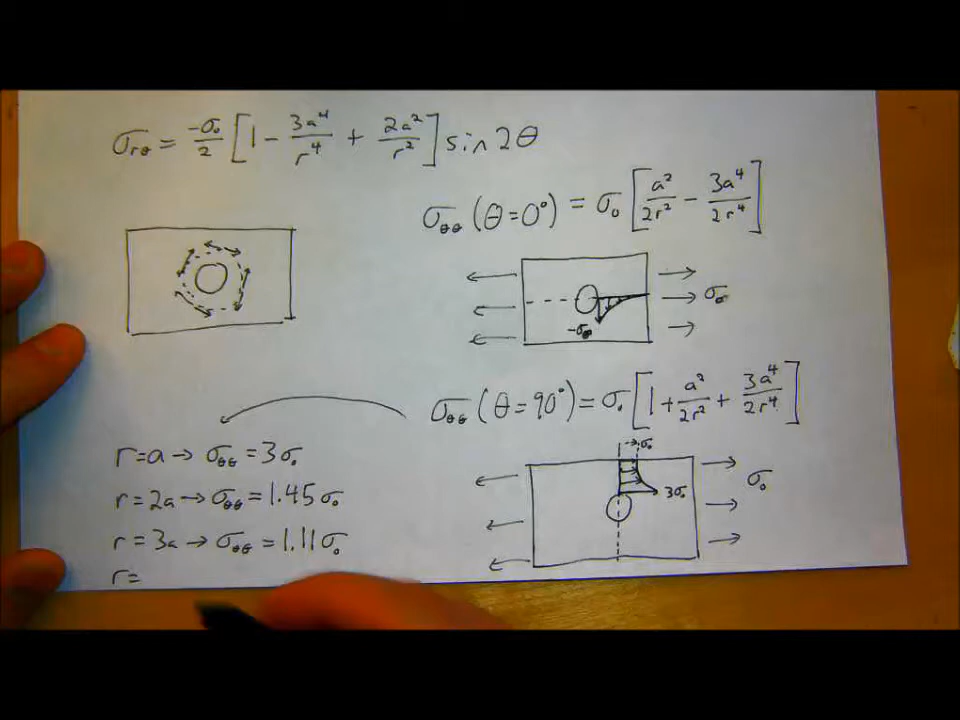 σrθ = -σ₀/2 [1 - 3a⁴/r⁴ + 2a²/r²] sin 2θ
σθθ (θ=0°) = σ₀ [a²/2r² - 3a⁴/2r⁴]
σ₀
-σ₀
σθθ (θ=90°) = σ₀ [1 + a²/2r² + 3a⁴/2r⁴]
r=a → σθθ = 3σ₀
r=2a → σθθ = 1.45σ₀
r=3a → σθθ = 1.11σ₀
r=
σ₀
3σ₀
σ₀